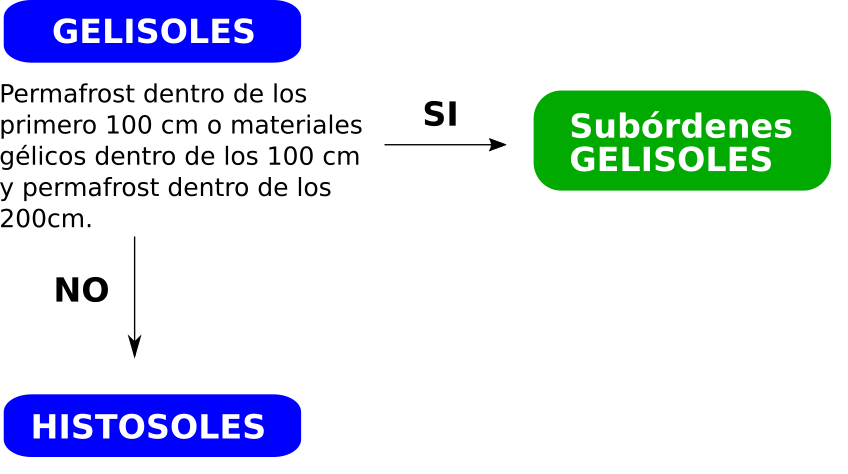 GELISOLES
Permafrost dentro de los
primero 100 cm o materiales
gélicos dentro de los 100 cm
y permafrost dentro de los
200cm.
SI
Subórdenes
GELISOLES
NO
HISTOSOLES